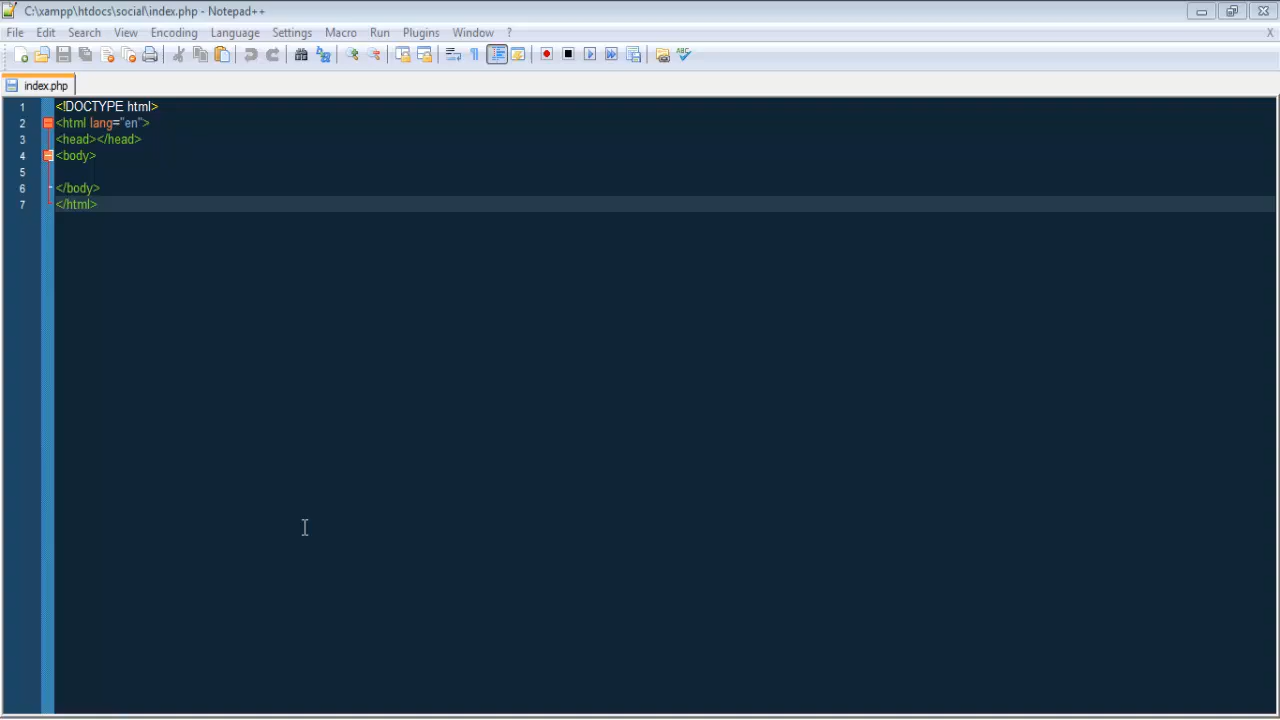 C:\xampp\htdocs\social\index.php - Notepad++
File Edit Search View Encoding Language Settings Macro Run Plugins Window ? X
index.php
1 <!DOCTYPE html>
2 <html lang="en">
3 <head></head>
4 <body>
5
6 </body>
7 </html>